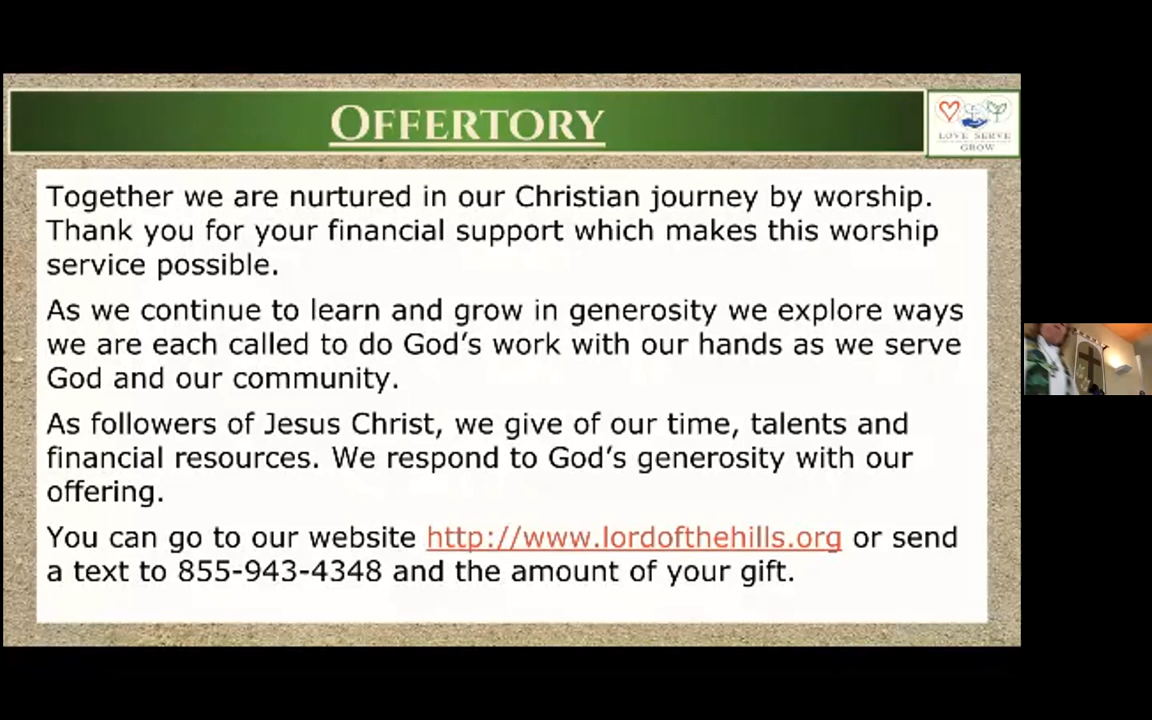 OFFERTORY
LOVE SERVE
GROW
Together we are nurtured in our Christian journey by worship.
Thank you for your financial support which makes this worship
service possible.
As we continue to learn and grow in generosity we explore ways
we are each called to do God's work with our hands as we serve
God and our community.
As followers of Jesus Christ, we give of our time, talents and
financial resources. We respond to God's generosity with our
offering.
You can go to our website http://www.lordofthehills.org or send
a text to 855-943-4348 and the amount of your gift.